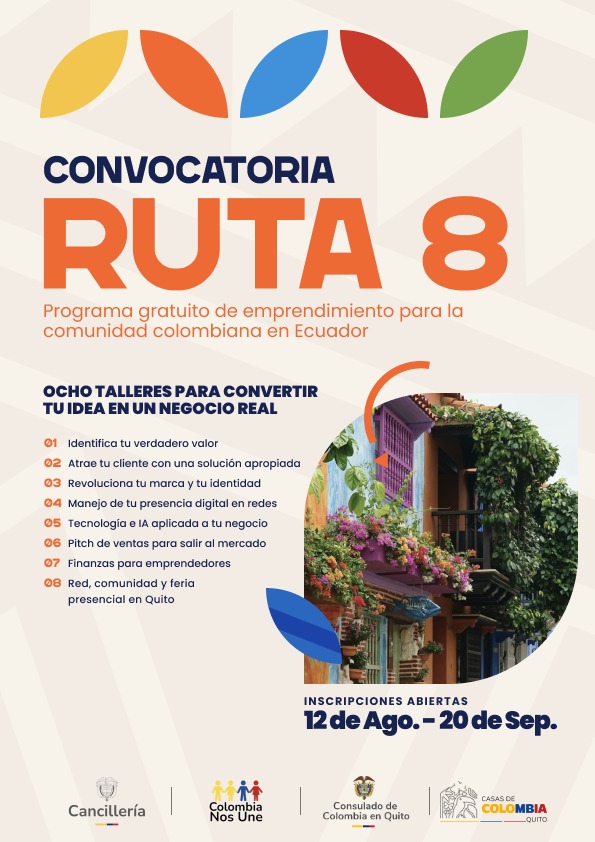 CONVOCATORIA
RUTA 8
Programa gratuito de emprendimiento para la
comunidad colombiana en Ecuador
OCHO TALLERES PARA CONVERTIR
TU IDEA EN UN NEGOCIO REAL
01 Identifica tu verdadero valor
02 Atrae tu cliente con una solución apropiada
03 Revoluciona tu marca y tu identidad
04 Manejo de tu presencia digital en redes
05 Tecnología e IA aplicada a tu negocio
06 Pitch de ventas para salir al mercado
07 Finanzas para emprendedores
08 Red, comunidad y feria
presencial en Quito
INSCRIPCIONES ABIERTAS
12 de Ago. - 20 de Sep.
Cancillería
Colombia
Nos Une
Consulado de
Colombia en Quito
CASAS DE
COLOMBIA
QUITO